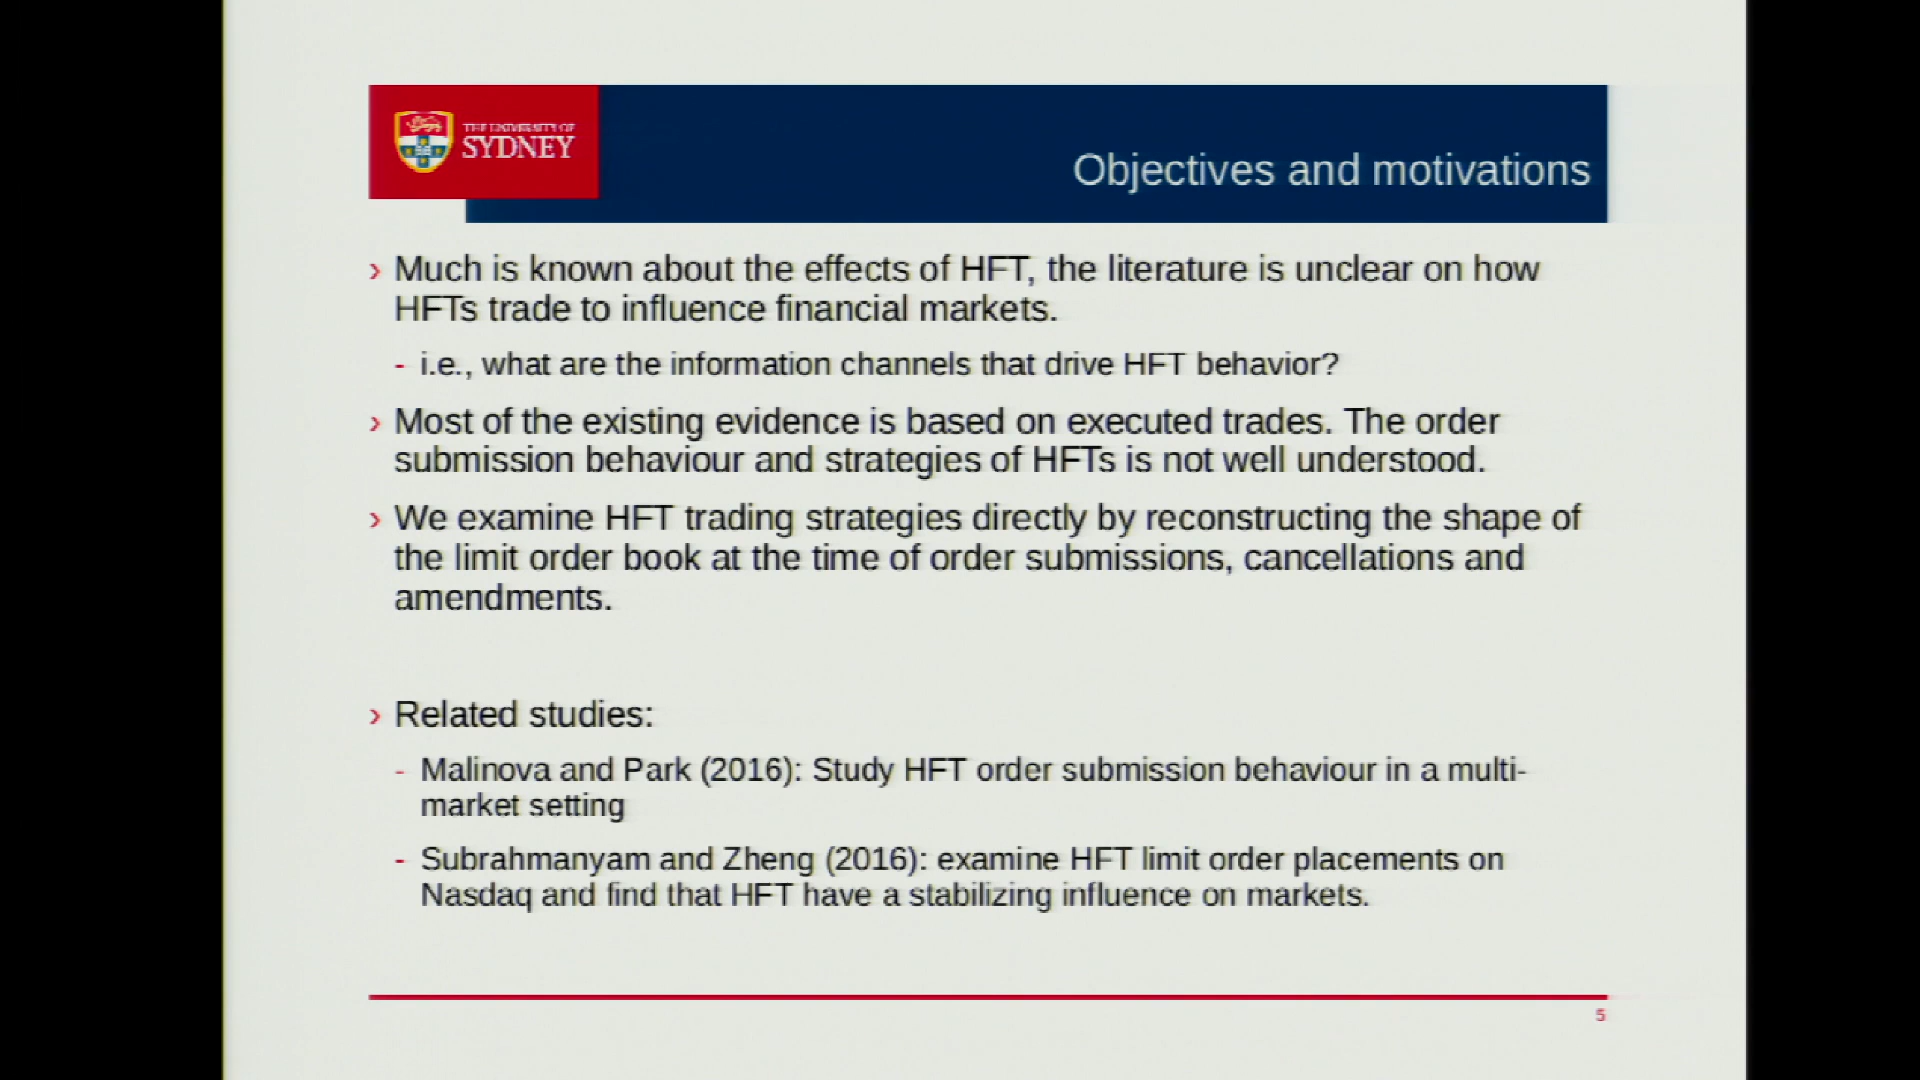 THE UNIVERSITY OF
SYDNEY
Objectives and motivations
› Much is known about the effects of HFT, the literature is unclear on how
HFTs trade to influence financial markets.
- i.e., what are the information channels that drive HFT behavior?
› Most of the existing evidence is based on executed trades. The order
submission behaviour and strategies of HFTs is not well understood.
› We examine HFT trading strategies directly by reconstructing the shape of
the limit order book at the time of order submissions, cancellations and
amendments.
› Related studies:
- Malinova and Park (2016): Study HFT order submission behaviour in a multi-
market setting
- Subrahmanyam and Zheng (2016): examine HFT limit order placements on
Nasdaq and find that HFT have a stabilizing influence on markets.
5